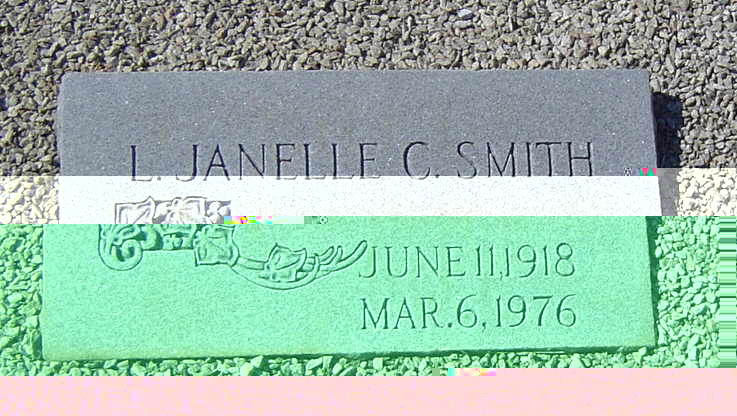 L. JANELLE C. SMITH
JUNE 11, 1918
MAR. 6, 1976